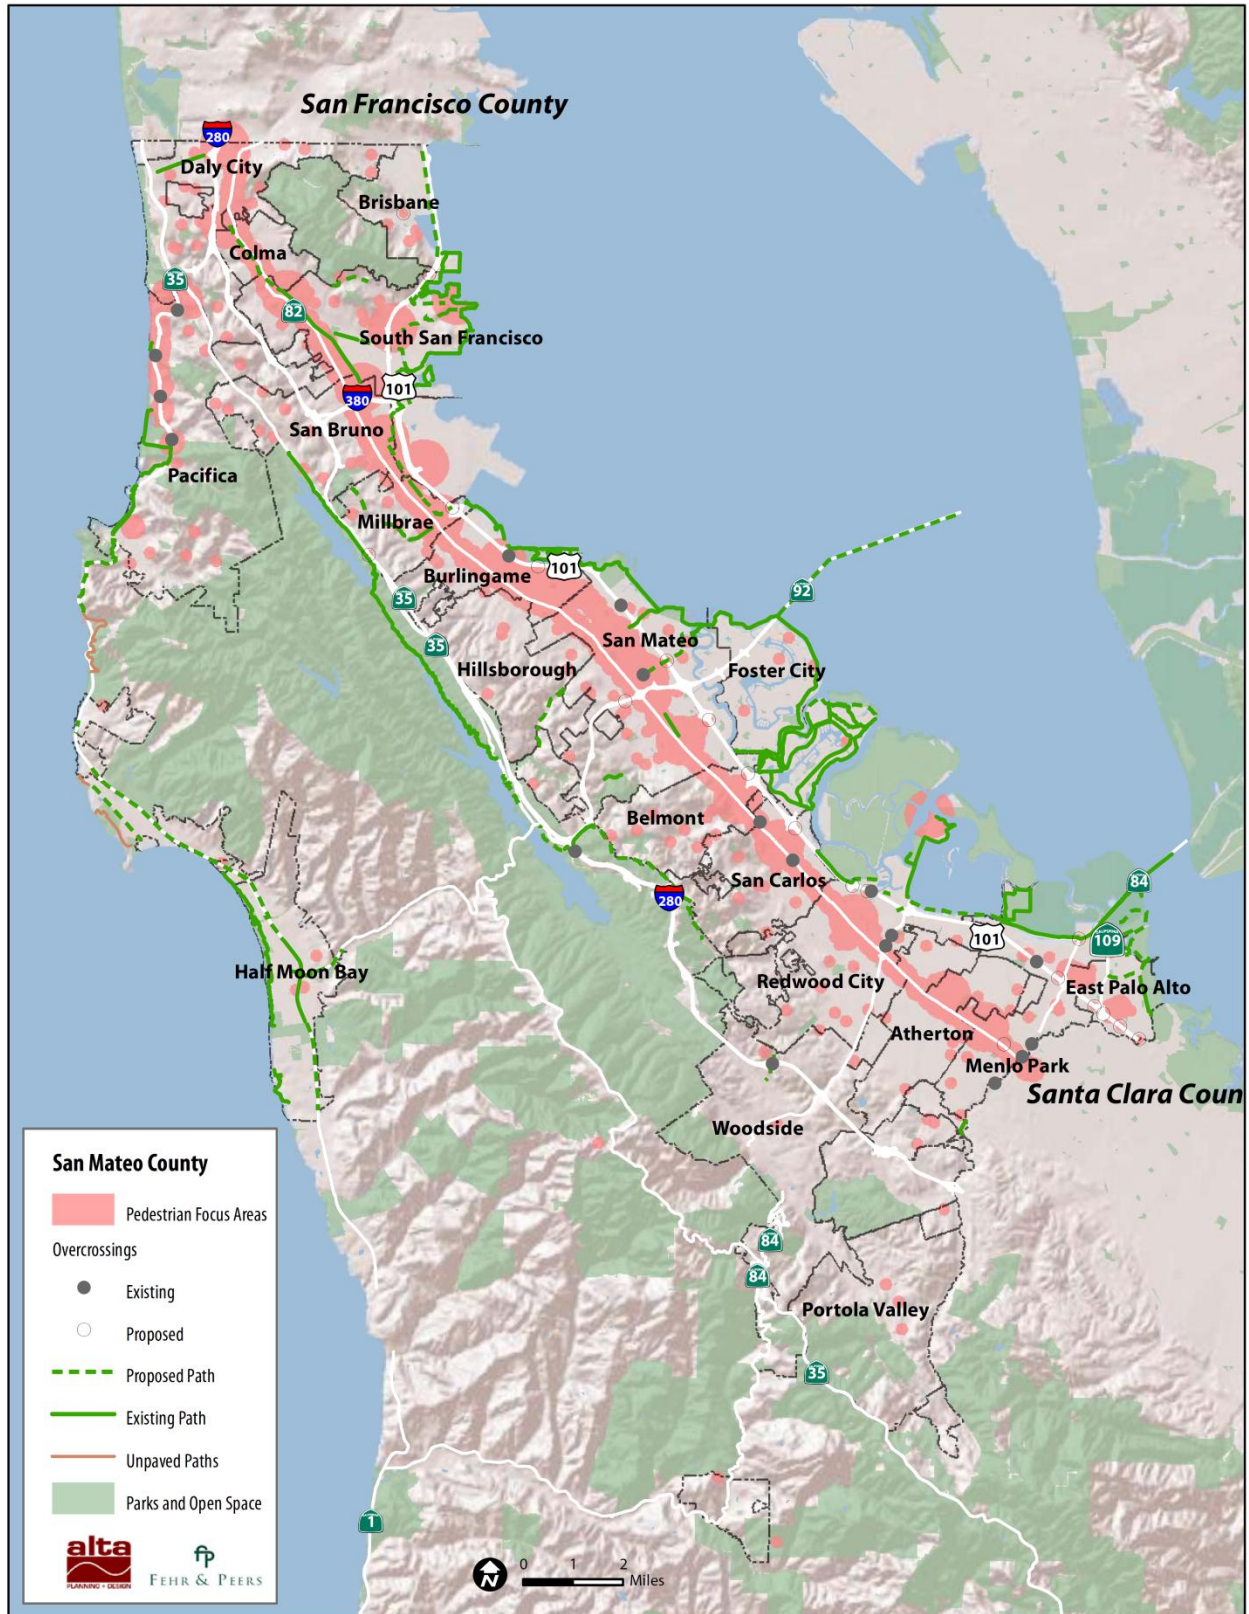 San Francisco County
280
Daly City
Brisbane
Colma
35
82
South San Francisco
101
380
San Bruno
Pacifica
Millbrae
101
Burlingame
92
35
35
San Mateo
Hillsborough
Foster City
Belmont
San Carlos
84
280
101
CALIFORNIA
109
Half Moon Bay
Redwood City
East Palo Alto
Atherton
Menlo Park
Santa Clara Coun
Woodside
84
84
Portola Valley
35
1
San Mateo County
Pedestrian Focus Areas
Overcrossings
Existing
Proposed
Proposed Path
Existing Path
Unpaved Paths
Parks and Open Space
alta
PLANNING + DESIGN
fp
FEHR & PEERS
N
0 1 2
Miles